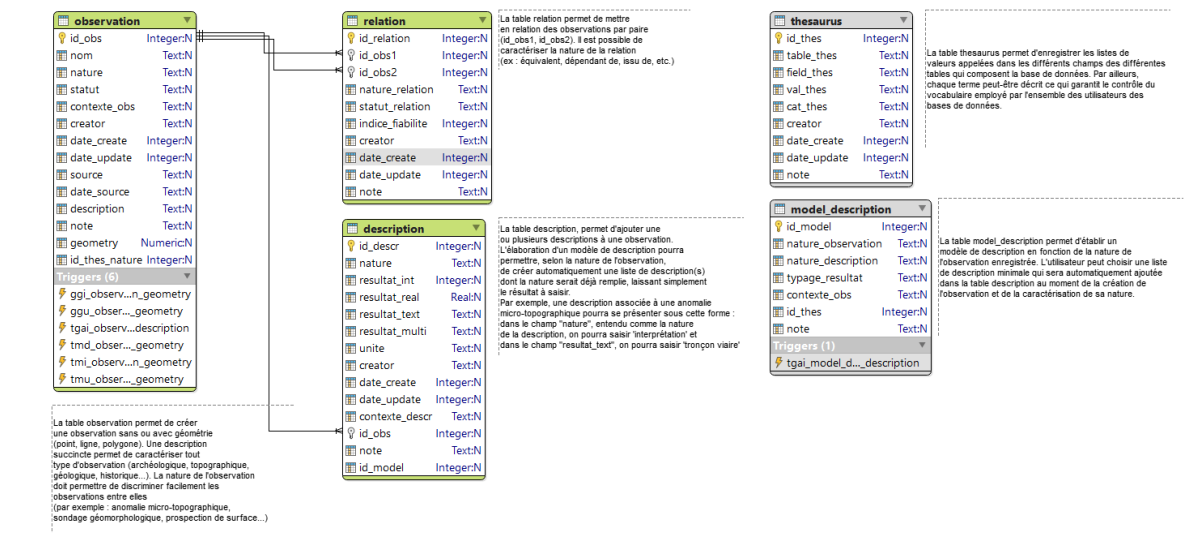 observation
id_obs Integer:N
nom Text:N
nature Text:N
statut Text:N
contexte_obs Text:N
creator Text:N
date_create Integer:N
date_update Integer:N
source Text:N
date_source Text:N
description Text:N
note Text:N
geometry Numeric:N
id_thes_nature Integer:N
Triggers (6)
ggi_observ...n_geometry
ggu_obser..._geometry
tgai_observ...description
tmd_obser..._geometry
tmi_observ...n_geometry
tmu_obser..._geometry
La table observation permet de créer
une observation sans ou avec géométrie
(point, ligne, polygone). Une description
succincte permet de caractériser tout
type d'observation (archéologique, topographique,
géologique, historique...). La nature de l'observation
doit permettre de discriminer facilement les
observations entre elles
(par exemple : anomalie micro-topographique,
sondage géomorphologique, prospection de surface...)
relation
id_relation Integer:N
id_obs1 Integer:N
id_obs2 Integer:N
nature_relation Text:N
statut_relation Text:N
indice_fiabilite Integer:N
creator Text:N
date_create Integer:N
date_update Integer:N
note Text:N
La table relation permet de mettre
en relation des observations par paire
(id_obs1, id_obs2). Il est possible de
caractériser la nature de la relation
(ex : équivalent, dépendant de, issu de, etc.)
description
id_descr Integer:N
nature Text:N
resultat_int Integer:N
resultat_real Real:N
resultat_text Text:N
resultat_multi Text:N
unite Text:N
creator Text:N
date_create Integer:N
date_update Integer:N
contexte_descr Text:N
id_obs Integer:N
note Text:N
id_model Integer:N
La table description, permet d'ajouter une
ou plusieurs descriptions à une observation.
L'élaboration d'un modèle de description pourra
permettre, selon la nature de l'observation,
de créer automatiquement une liste de description(s)
dont la nature serait déjà remplie, laissant simplement
le résultat à saisir.
Par exemple, une description associée à une anomalie
micro-topographique pourra se présenter sous cette forme :
dans le champ "nature", entendu comme la nature
de la description, on pourra saisir 'interprétation' et
dans le champ "resultat_text", on pourra saisir 'tronçon viaire'
thesaurus
id_thes Integer:N
table_thes Text:N
field_thes Text:N
val_thes Text:N
cat_thes Text:N
creator Text:N
date_create Integer:N
date_update Integer:N
note Text:N
La table thesaurus permet d'enregistrer les listes de
valeurs appelées dans les différents champs des différentes
tables qui composent la base de données. Par ailleurs,
chaque terme peut-être décrit ce qui garantit le contrôle du
vocabulaire employé par l'ensemble des utilisateurs des
bases de données.
model_description
id_model Integer:N
nature_observation Text:N
nature_description Text:N
typage_resultat Text:N
contexte_obs Text:N
id_thes Integer:N
note Text:N
Triggers (1)
tgai_model_d..._description
La table model_description permet d'établir un
modèle de description en fonction de la nature de
l'observation enregistrée. L'utilisateur peut choisir une liste
de description minimale qui sera automatiquement ajoutée
dans la table description au moment de la création de
l'observation et de la caractérisation de sa nature.